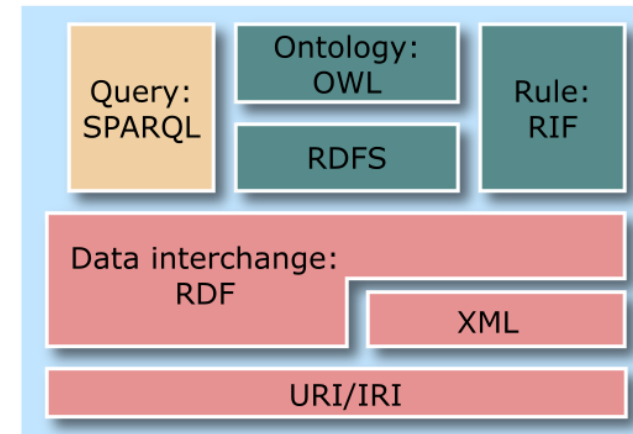 Query:
SPARQL
Ontology:
OWL
RDFS
Rule:
RIF
Data interchange:
RDF
XML
URI/IRI